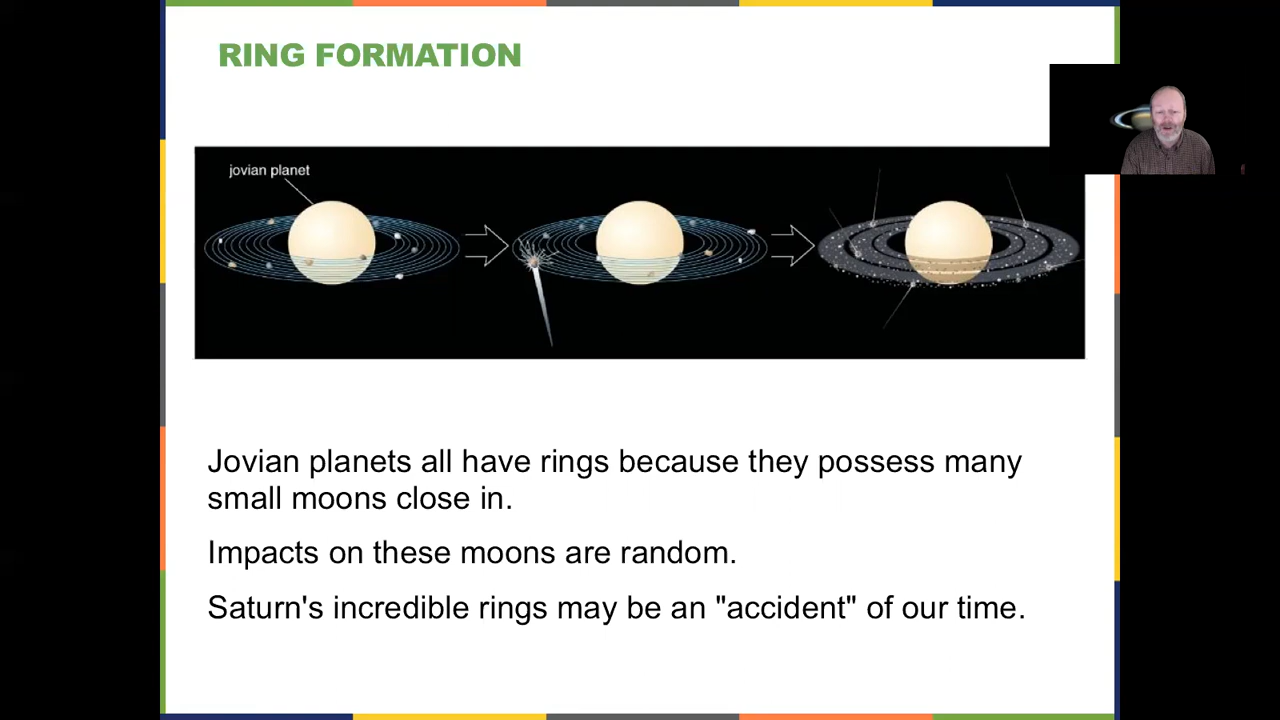 RING FORMATION
jovian planet
Jovian planets all have rings because they possess many
small moons close in.
Impacts on these moons are random.
Saturn's incredible rings may be an "accident" of our time.